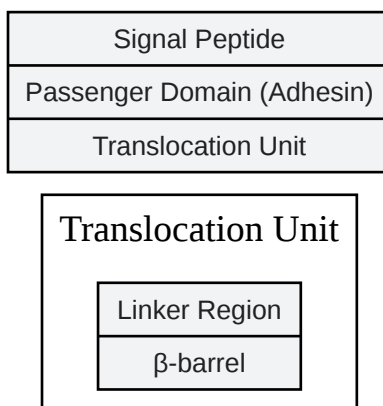 Signal Peptide
Passenger Domain (Adhesin)
Translocation Unit
Translocation Unit
Linker Region
β-barrel